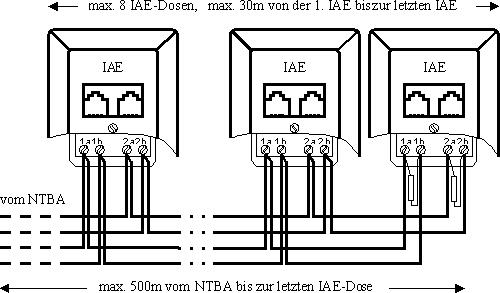 max. 8 IAE-Dosen, max. 30m von der 1. IAE bis zur letzten IAE
IAE
IAE
IAE
1a 1b 2a 2b
1a 1b 2a 2b
1a 1b 2a 2b
vom NTBA
max. 500m vom NTBA bis zur letzten IAE-Dose